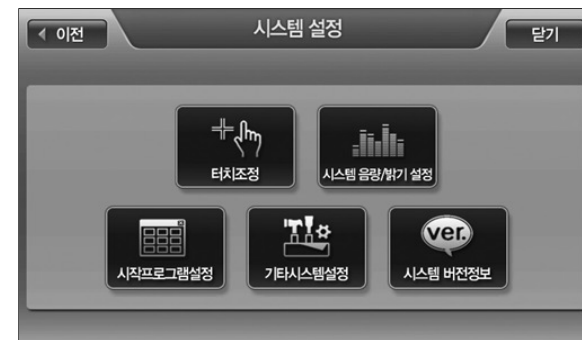 이전
시스템 설정
닫기
터치조정
시스템 음량/밝기 설정
ver.
시작프로그램설정
기타시스템설정
시스템 버전정보